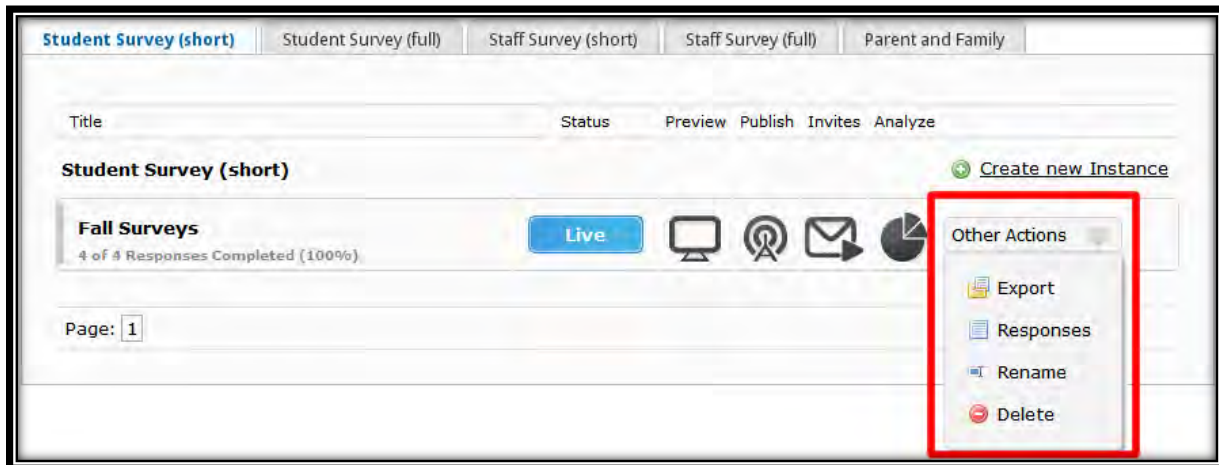 Student Survey (short) Student Survey (full) Staff Survey (short) Staff Survey (full) Parent and Family
Title Status Preview Publish Invites Analyze
Student Survey (short) Create new Instance
Fall Surveys Live Other Actions
4 of 4 Responses Completed (100%)
Export
Page: 1 Responses
Rename
Delete